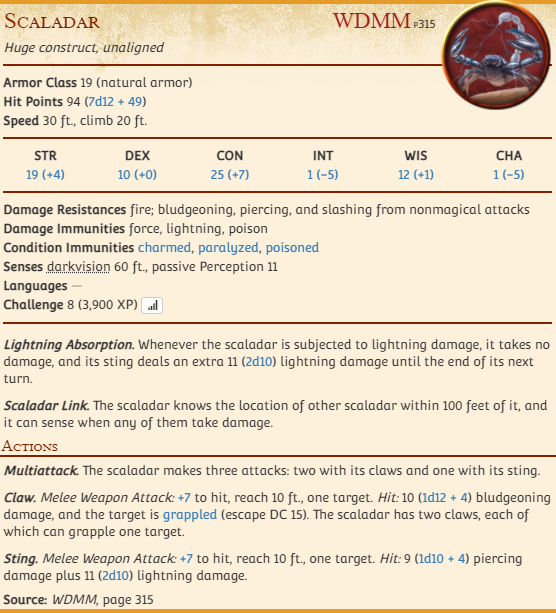 Scaladar WDMM p315
Huge construct, unaligned
Armor Class 19 (natural armor)
Hit Points 94 (7d12 + 49)
Speed 30 ft., climb 20 ft.
STR DEX CON INT WIS CHA
19 (+4) 10 (+0) 25 (+7) 1 (−5) 12 (+1) 1 (−5)
Damage Resistances fire; bludgeoning, piercing, and slashing from nonmagical attacks
Damage Immunities force, lightning, poison
Condition Immunities charmed, paralyzed, poisoned
Senses darkvision 60 ft., passive Perception 11
Languages —
Challenge 8 (3,900 XP)
Lightning Absorption. Whenever the scaladar is subjected to lightning damage, it takes no
damage, and its sting deals an extra 11 (2d10) lightning damage until the end of its next
turn.
Scaladar Link. The scaladar knows the location of other scaladar within 100 feet of it, and
it can sense when any of them take damage.
Actions
Multiattack. The scaladar makes three attacks: two with its claws and one with its sting.
Claw. Melee Weapon Attack: +7 to hit, reach 10 ft., one target. Hit: 10 (1d12 + 4) bludgeoning
damage, and the target is grappled (escape DC 15). The scaladar has two claws, each of
which can grapple one target.
Sting. Melee Weapon Attack: +7 to hit, reach 10 ft., one target. Hit: 9 (1d10 + 4) piercing
damage plus 11 (2d10) lightning damage.
Source: WDMM, page 315